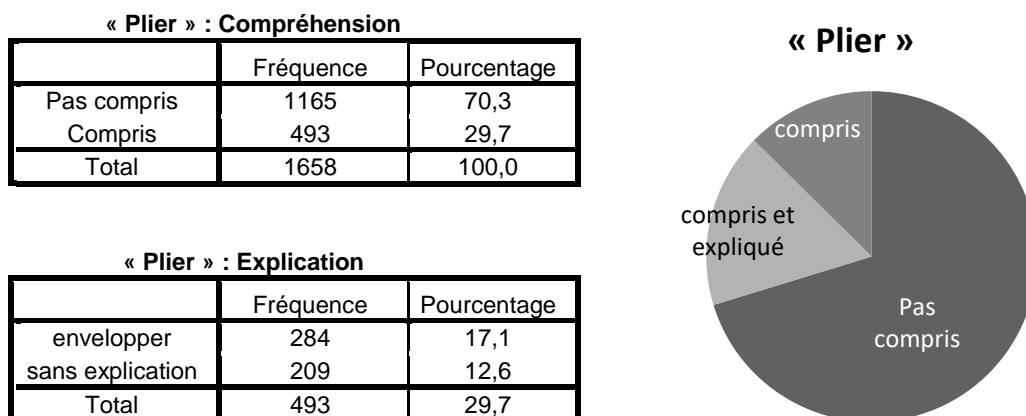 « Plier » : Compréhension
Fréquence Pourcentage
Pas compris 1165 70,3
Compris 493 29,7
Total 1658 100,0
« Plier » : Explication
Fréquence Pourcentage
envelopper 284 17,1
sans explication 209 12,6
Total 493 29,7
« Plier »
compris
compris et
expliqué
Pas
compris